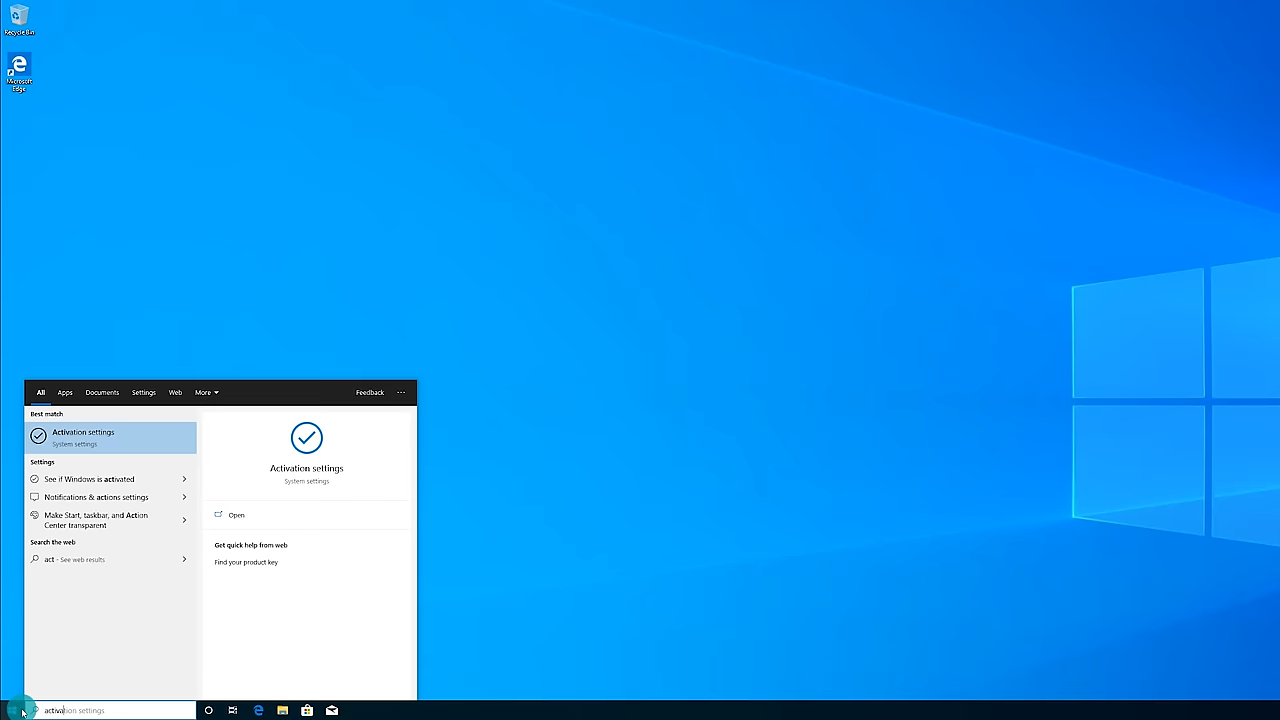 Recycle Bin
Microsoft
Edge
All Apps Documents Settings Web More Feedback ...
Best match
Activation settings
System settings
Settings
See if Windows is activated
Notifications & actions settings
Make Start, taskbar, and Action
Center transparent
Search the web
act - See web results
Activation settings
System settings
Open
Get quick help from web
Find your product key
activation settings